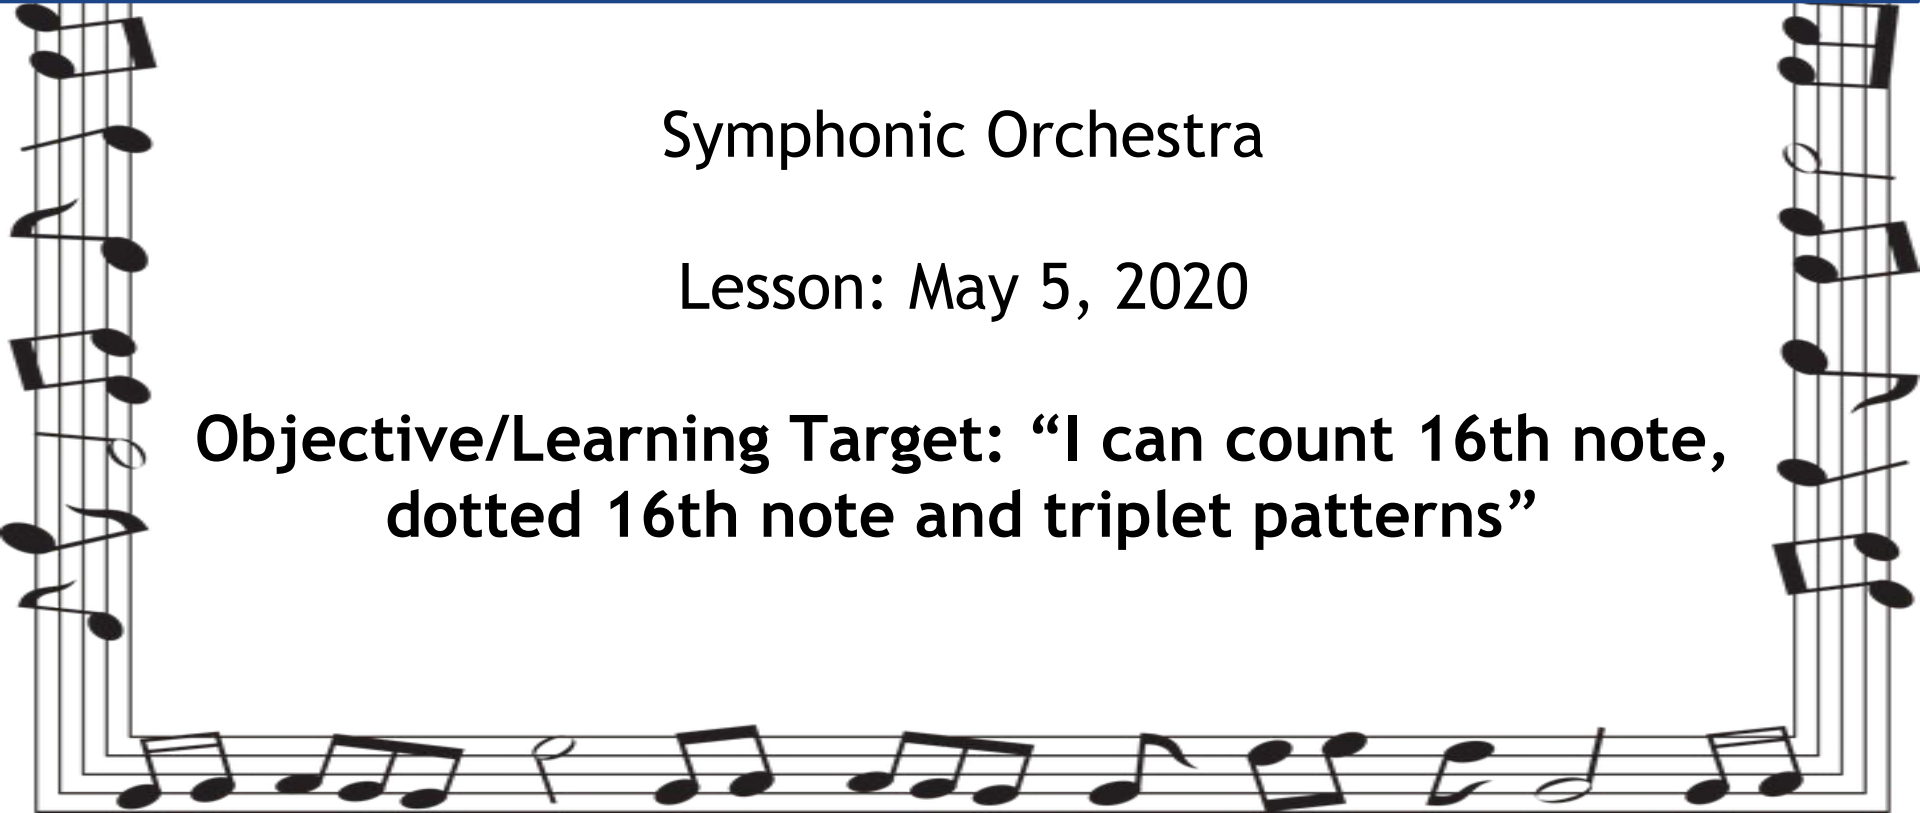 Symphonic Orchestra
Lesson: May 5, 2020
Objective/Learning Target: “I can count 16th note,
dotted 16th note and triplet patterns”